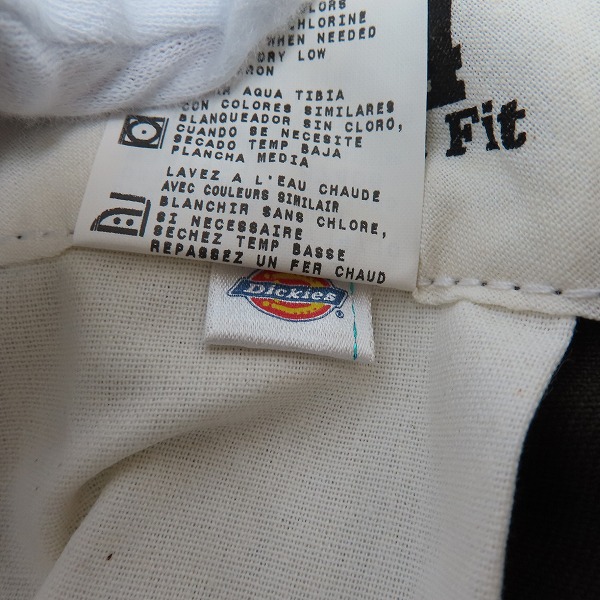 CHLORINE
WHEN NEEDED
DRY LOW
AGUA TIBIA
CON COLORES SIMILARES
BLANQUEADOR SIN CLORO,
CUANDO SE NECESITE
SECADO TEMP BAJA
PLANCHA MEDIA
LAVEZ A L'EAU CHAUDE
AVEC COULEURS SIMILAIR
BLANCHIR SANS CHLORE,
SI NECESSAIRE
SECHEZ TEMP BASSE
REPASSEZ UN FER CHAUD
Fit
Dickies
®